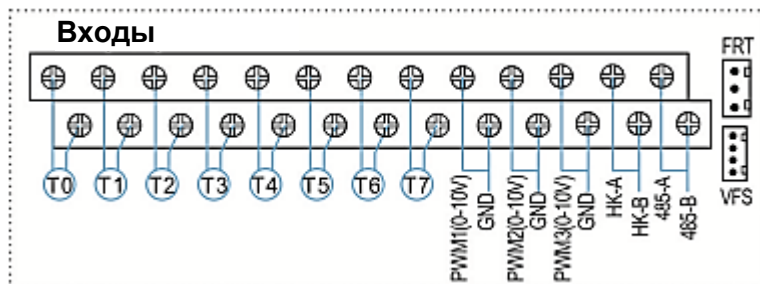 Входы
FRT
T0 T1 T2 T3 T4 T5 T6 T7
PWM1(0-10V)
GND
PWM2(0-10V)
GND
PWM3(0-10V)
GND
HK-A
HK-B
485-A
485-B
VFS